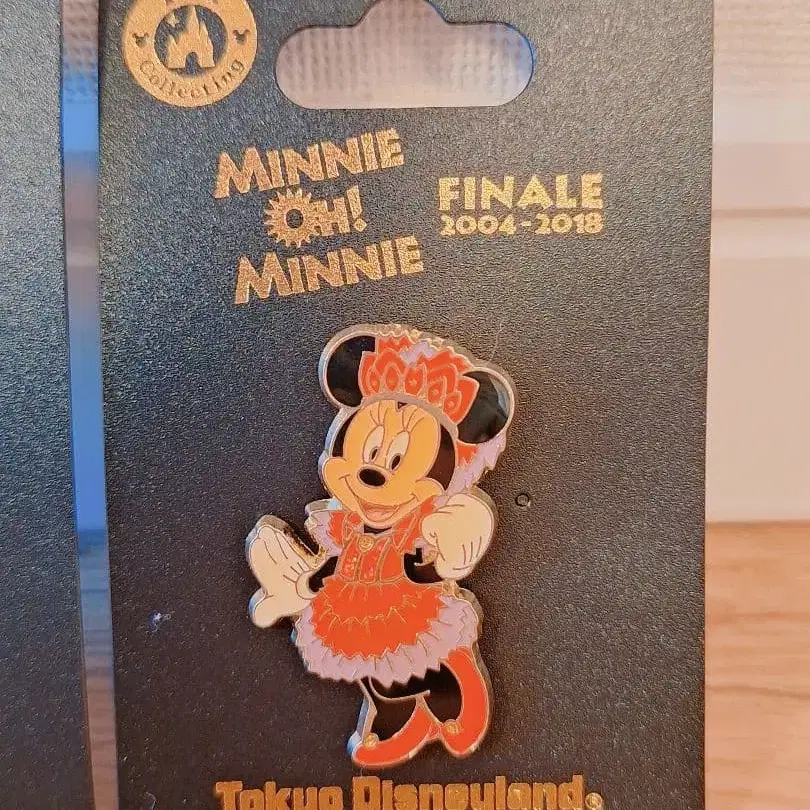 Collecting
MINNIE
OH!
MINNIE
FINALE
2004-2018
Tokyo Disneyland®